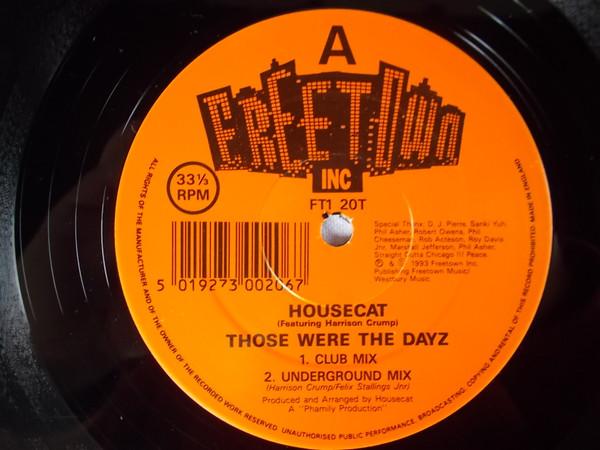 A
FREETOWN
INC
33⅓
RPM
FT1 20T
5 019273 002067
Special Thinx: D. J. Pierre, Sanki Yuh,
Phil Asher, Robert Owens, Phil
Cheeseman, Rob Acteson, Roy Davis
Jnr, Marshall Jefferson, Phil Asher,
Straight Outta Chicago !!! Peace.
℗ & © 1993 Freetown Inc.
Publishing Freetown Music/
Westbury Music.
HOUSECAT
(Featuring Harrison Crump)
THOSE WERE THE DAYZ
1. CLUB MIX
2. UNDERGROUND MIX
(Harrison Crump/Felix Stallings Jnr)
Produced and Arranged by Housecat
A "Phamily Production"
ALL RIGHTS OF THE MANUFACTURER AND OF THE OWNER OF THE RECORDED WORK RESERVED. UNAUTHORISED PUBLIC PERFORMANCE, BROADCASTING, COPYING AND RENTAL OF THIS RECORD PROHIBITED. MADE IN ENGLAND